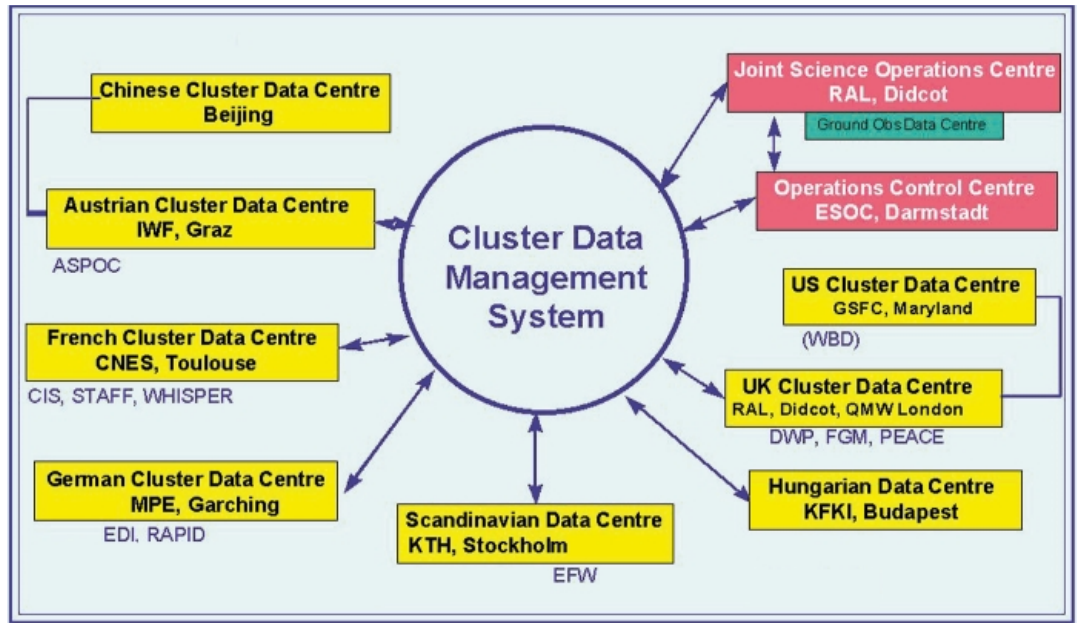 Chinese Cluster Data Centre
Beijing
Austrian Cluster Data Centre
IWF, Graz
ASPOC
French Cluster Data Centre
CNES, Toulouse
CIS, STAFF, WHISPER
German Cluster Data Centre
MPE, Garching
EDI, RAPID
Cluster Data
Management
System
Scandinavian Data Centre
KTH, Stockholm
EFW
Joint Science Operations Centre
RAL, Didcot
Ground Obs Data Centre
Operations Control Centre
ESOC, Darmstadt
US Cluster Data Centre
GSFC, Maryland
(WBD)
UK Cluster Data Centre
RAL, Didcot, QMW London
DWP, FGM, PEACE
Hungarian Data Centre
KFKI, Budapest